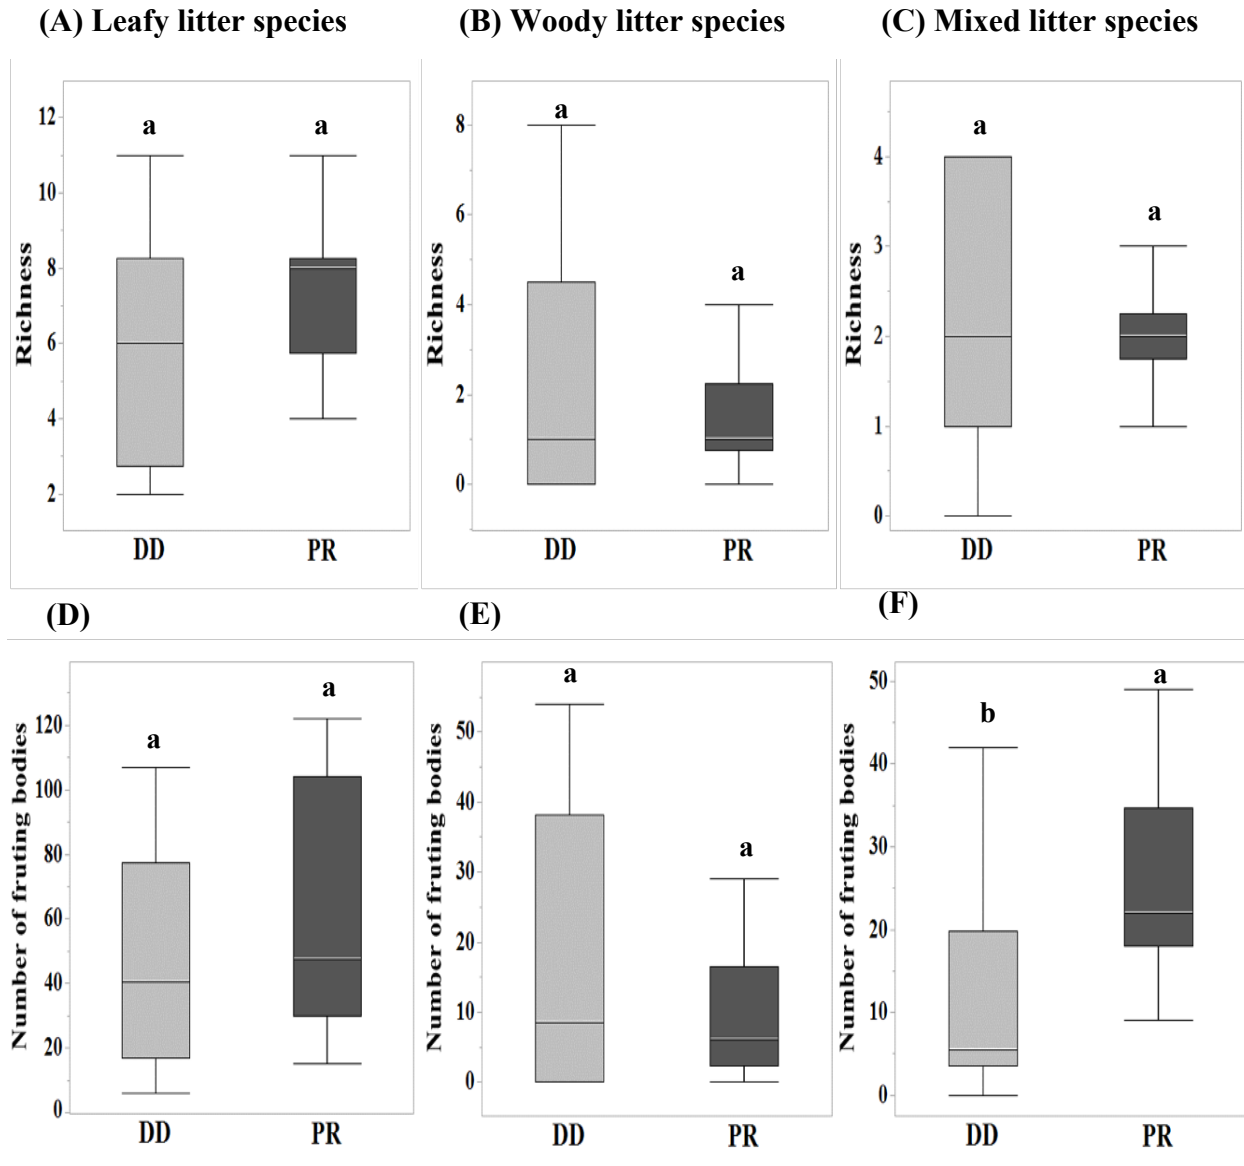 (A) Leafy litter species
(B) Woody litter species
(C) Mixed litter species
Richness
12
10
8
6
4
2
a
a
DD
PR
Richness
8
6
4
2
0
a
a
DD
PR
Richness
4
3
2
1
0
a
a
DD
PR
(D)
(E)
(F)
Number of fruting bodies
120
100
80
60
40
20
0
a
a
DD
PR
Number of fruting bodies
50
40
30
20
10
0
a
a
DD
PR
Number of fruting bodies
50
40
30
20
10
0
b
a
DD
PR